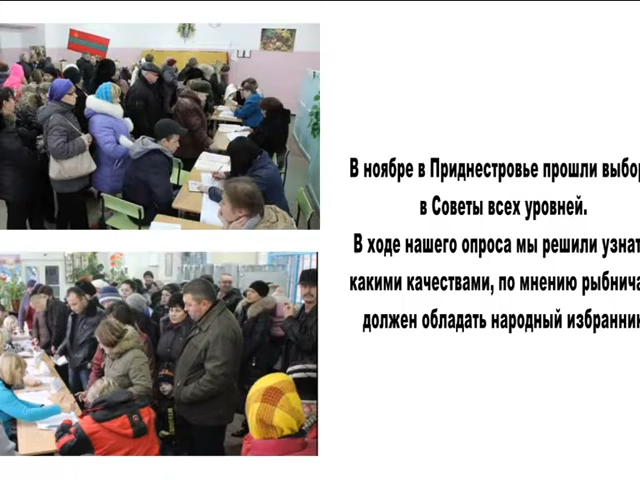 В ноябре в Приднестровье прошли выбор
в Советы всех уровней.
В ходе нашего опроса мы решили узнат
какими качествами, по мнению рыбнича
должен обладать народный избранник